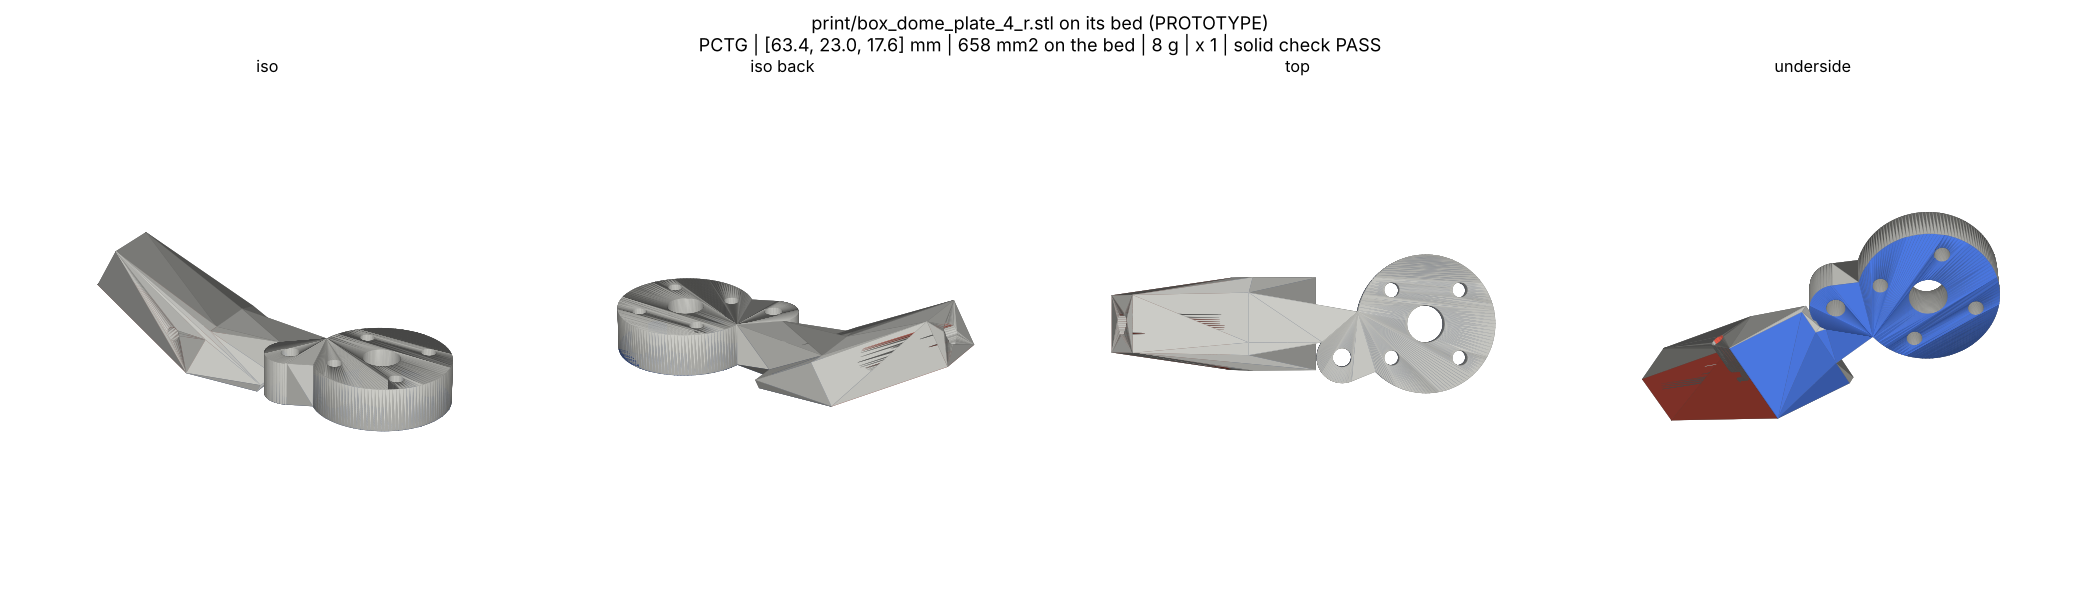 print/box_dome_plate_4_r.stl on its bed (PROTOTYPE)
PCTG | [63.4, 23.0, 17.6] mm | 658 mm2 on the bed | 8 g | x 1 | solid check PASS
iso
iso back
top
underside